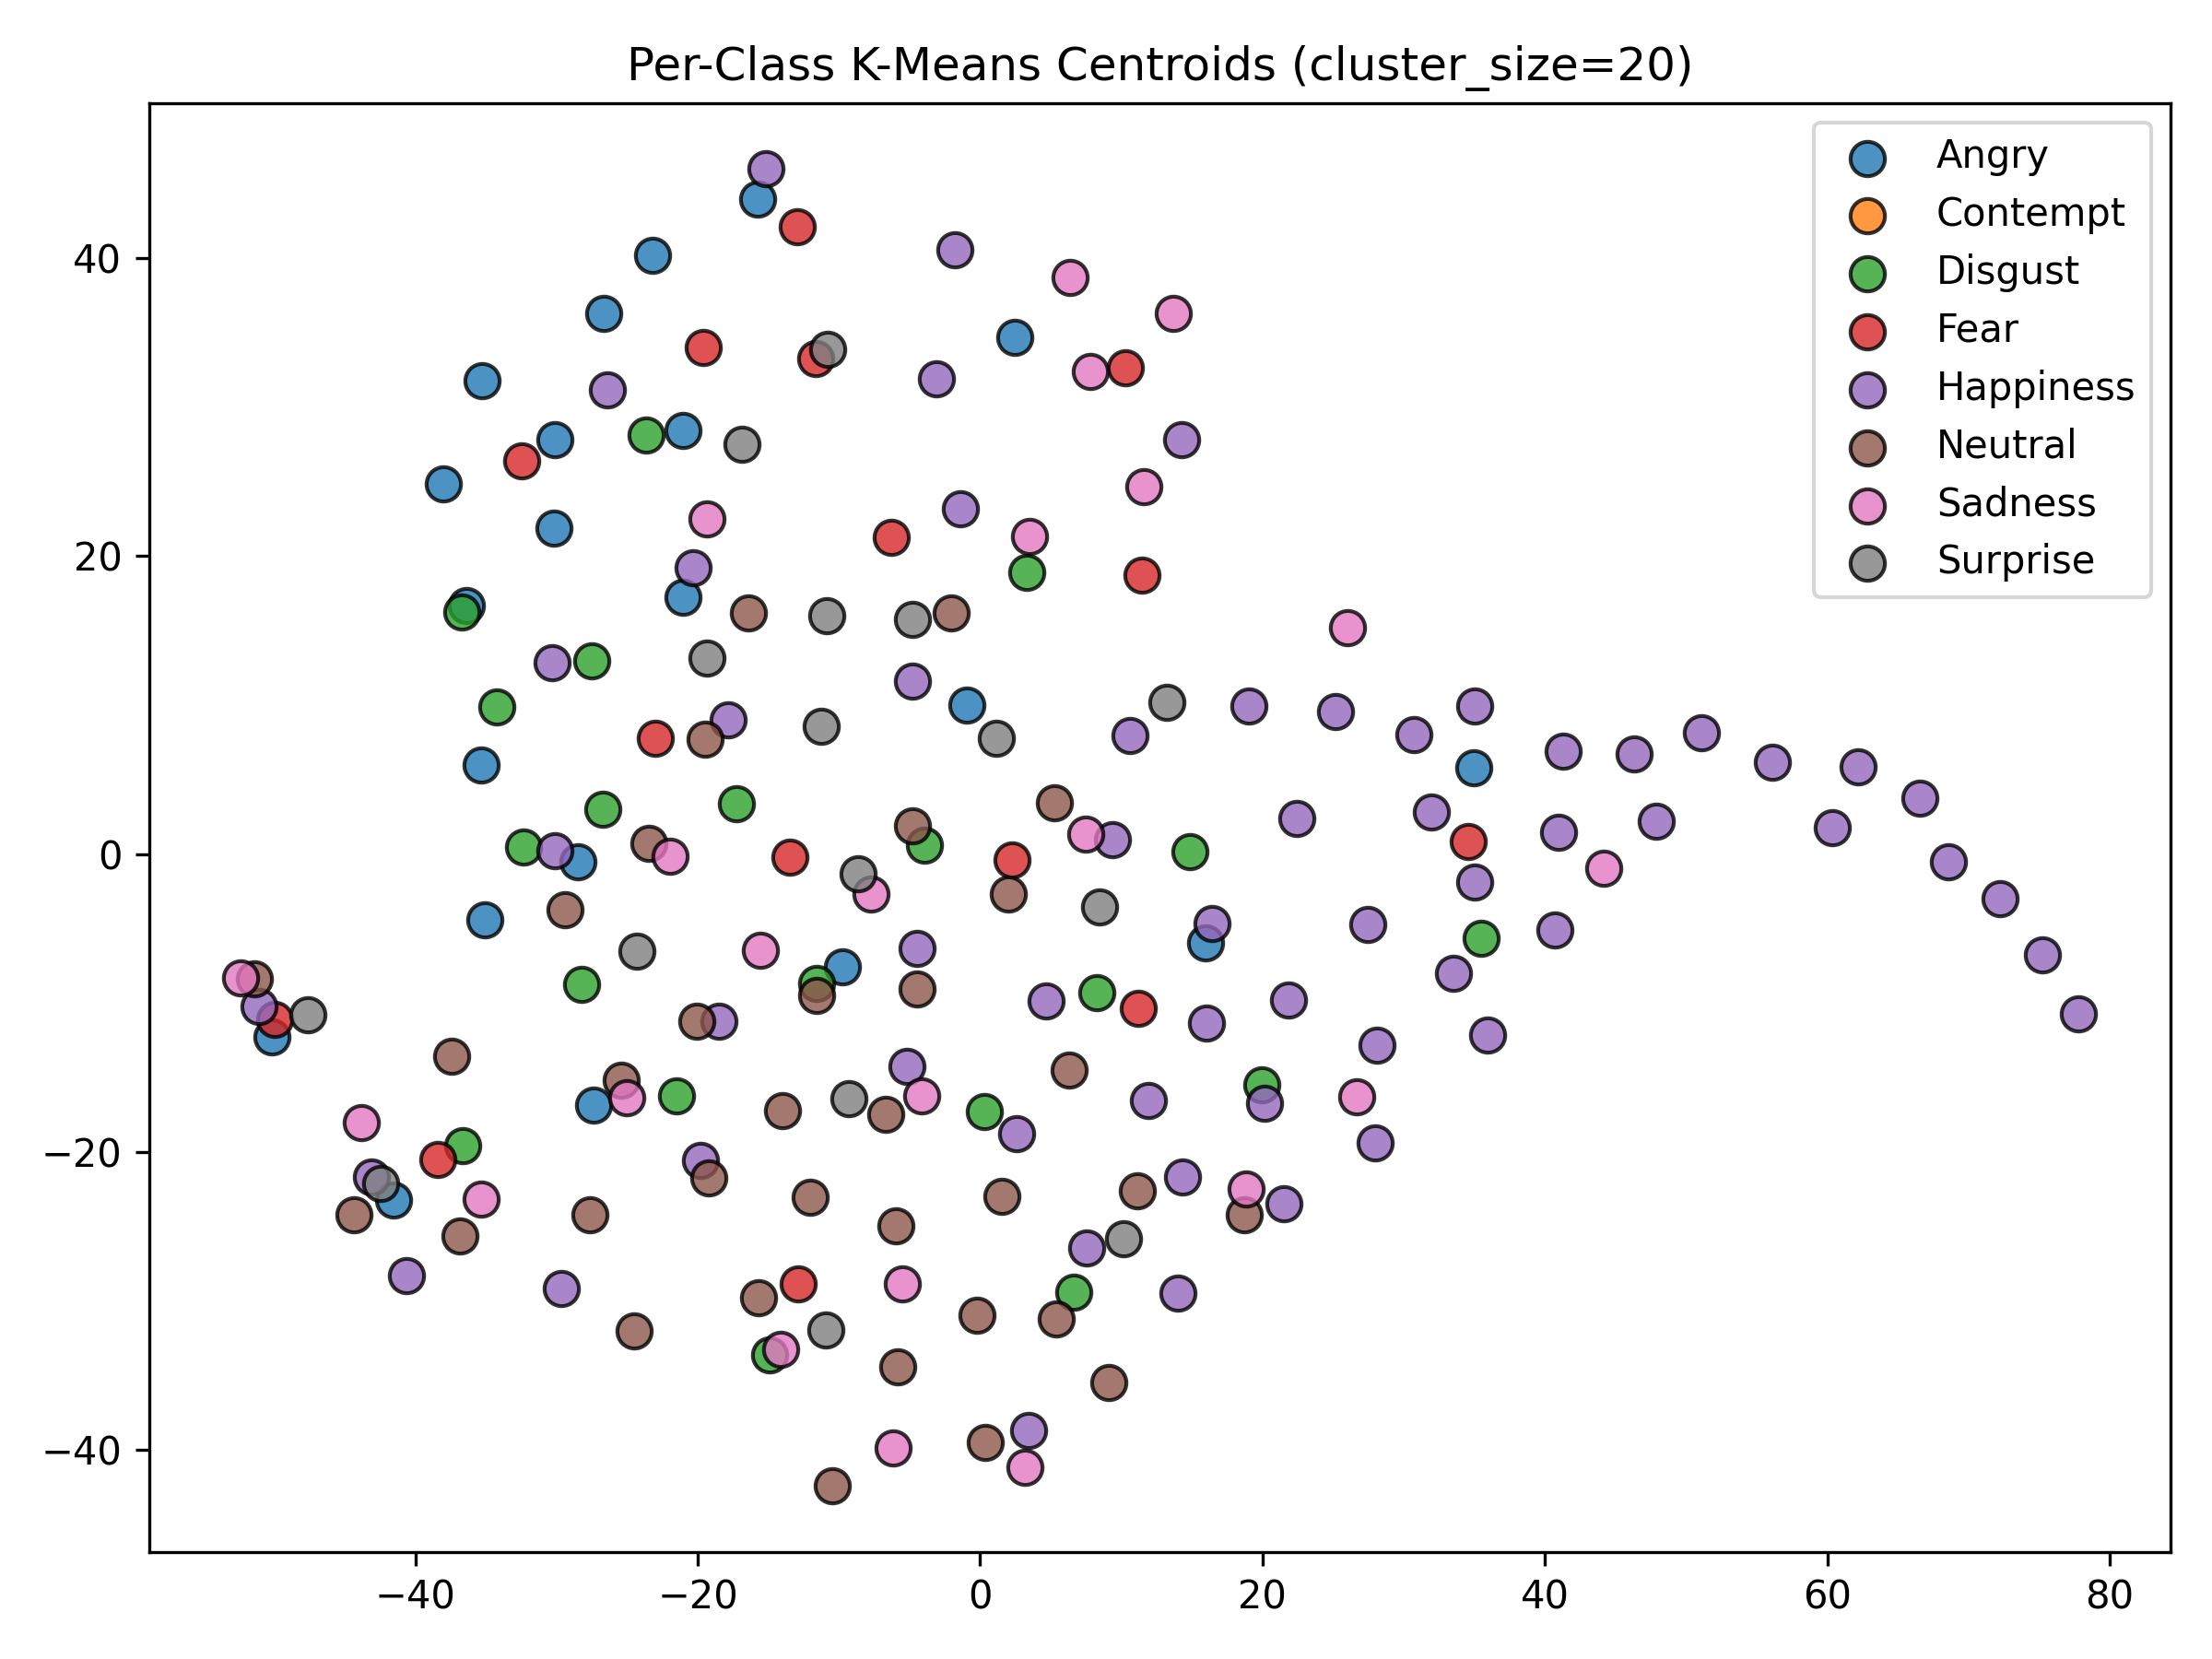 Per-Class K-Means Centroids (cluster_size=20)
Angry
Contempt
Disgust
Fear
Happiness
Neutral
Sadness
Surprise
40
20
0
−20
−40
−40 −20 0 20 40 60 80